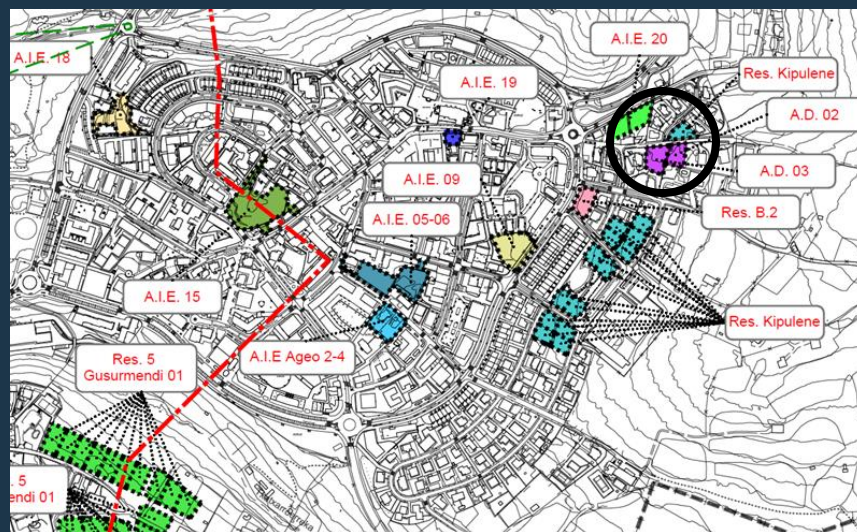 A.I.E. 20
A.I.E. 18
Res. Kipulene
A.I.E. 19
A.D. 02
A.I.E. 09
A.D. 03
A.I.E. 05-06
Res. B.2
A.I.E. 15
Res. Kipulene
A.I.E Ageo 2-4
Res. 5
Gusurmendi 01
. 5
endi 01